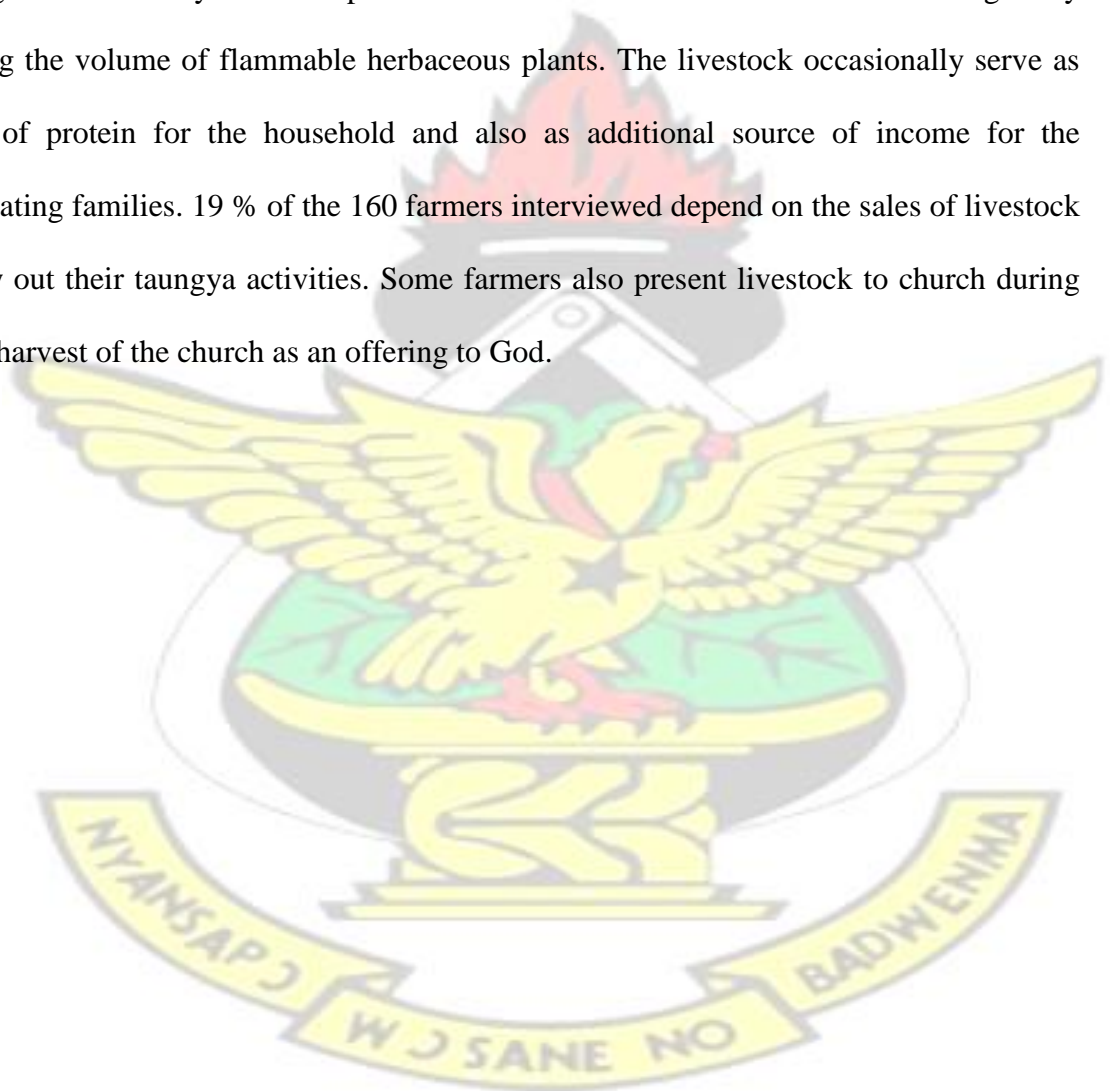 g the volume of flammable herbaceous plants. The livestock occasionally serve as
of protein for the household and also as additional source of income for the
ating families. 19 % of the 160 farmers interviewed depend on the sales of livestock
out their taungya activities. Some farmers also present livestock to church during
harvest of the church as an offering to God.
NYANSAPƆ
WƆ SANE NO
BADWENMA